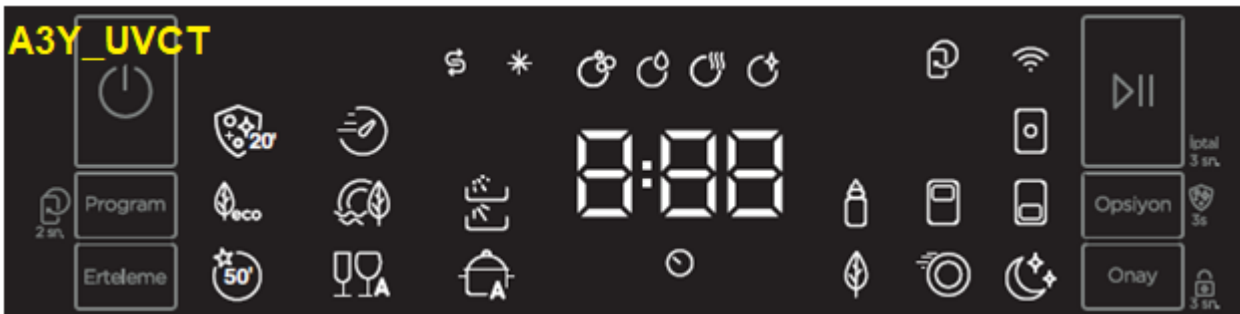 A3Y_UVCT
20'
İptal
3 sn.
Program
2 sn.
eco
8:88
Opsiyon
3s
Erteleme
50'
A
A
Onay
3 sn.